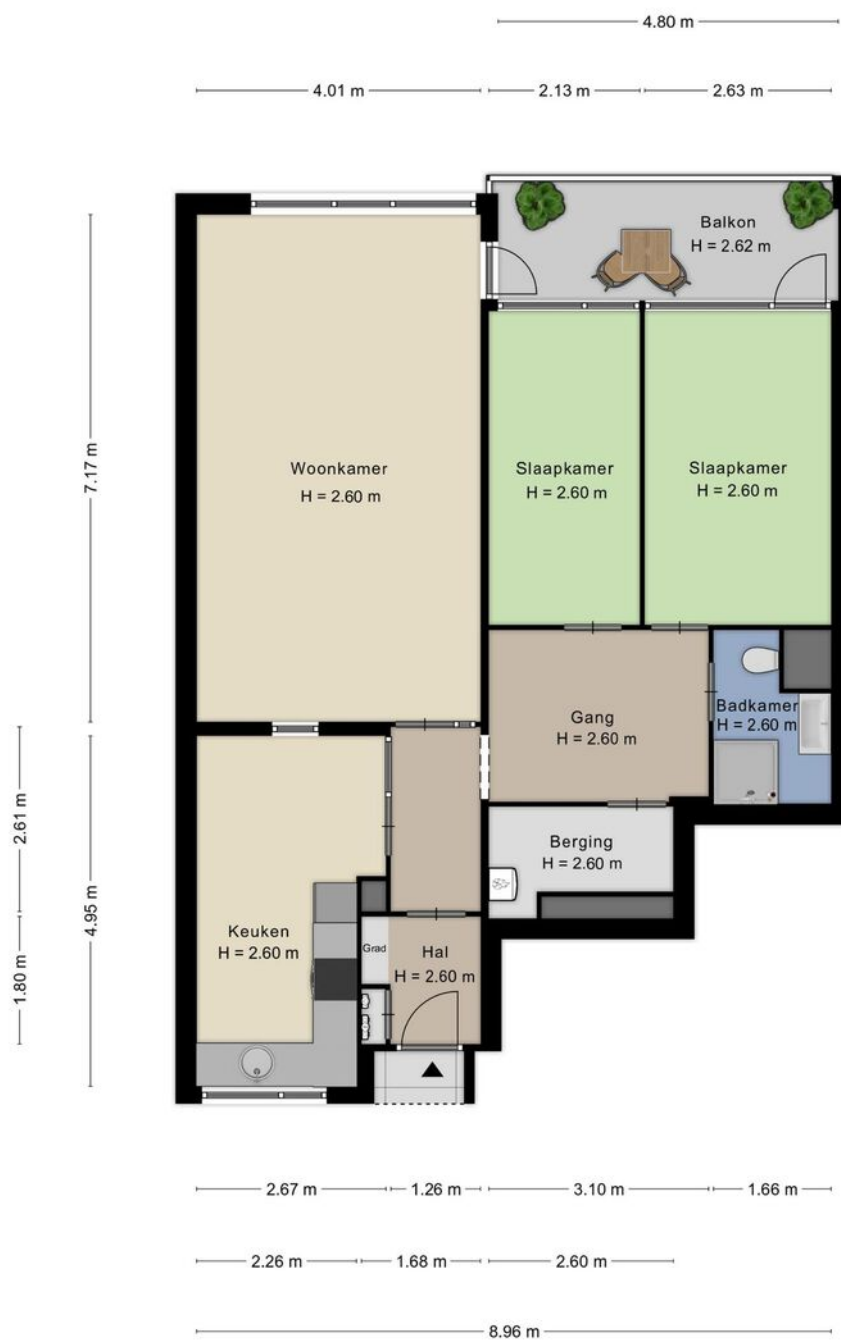 4.80 m
4.01 m
2.13 m
2.63 m
Balkon
H = 2.62 m
7.17 m
Woonkamer
H = 2.60 m
Slaapkamer
H = 2.60 m
Slaapkamer
H = 2.60 m
Gang
H = 2.60 m
Badkamer
H = 2.60 m
2.61 m
4.95 m
1.80 m
Berging
H = 2.60 m
Keuken
H = 2.60 m
Grad
Hal
H = 2.60 m
2.67 m
1.26 m
3.10 m
1.66 m
2.26 m
1.68 m
2.60 m
8.96 m